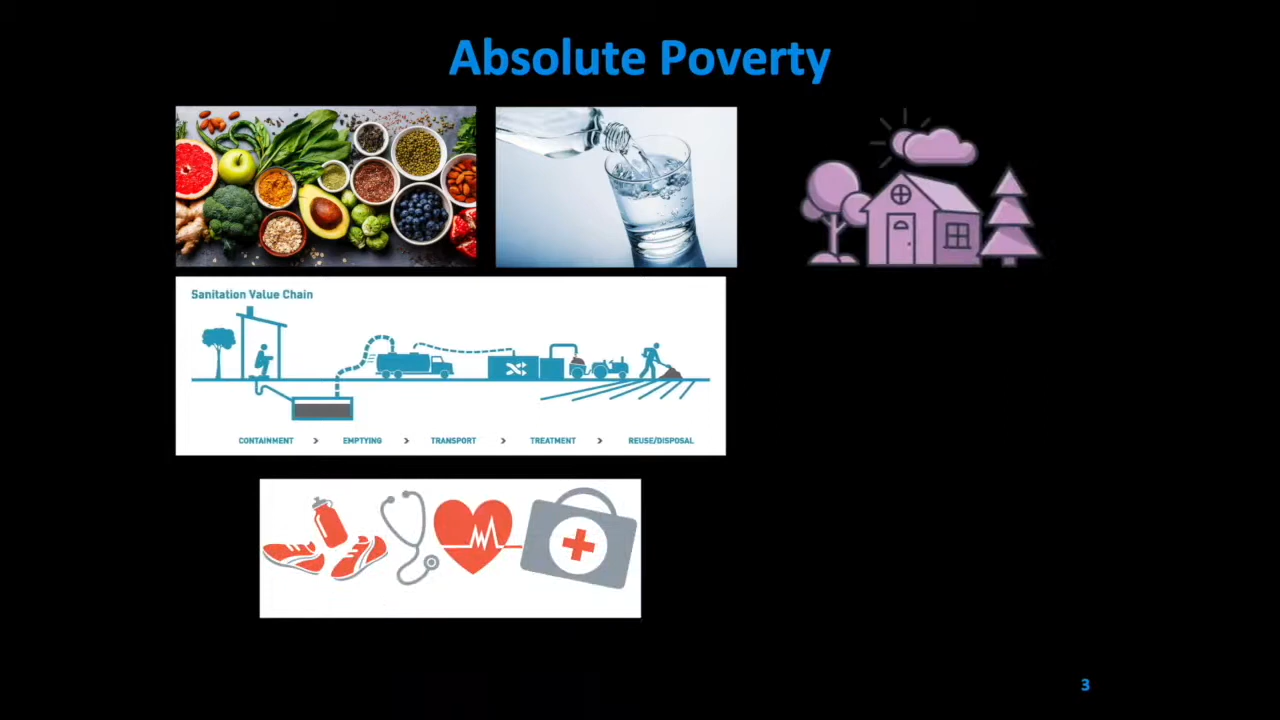 Absolute Poverty
Sanitation Value Chain
CONTAINMENT > EMPTYING > TRANSPORT > TREATMENT > REUSE/DISPOSAL
3